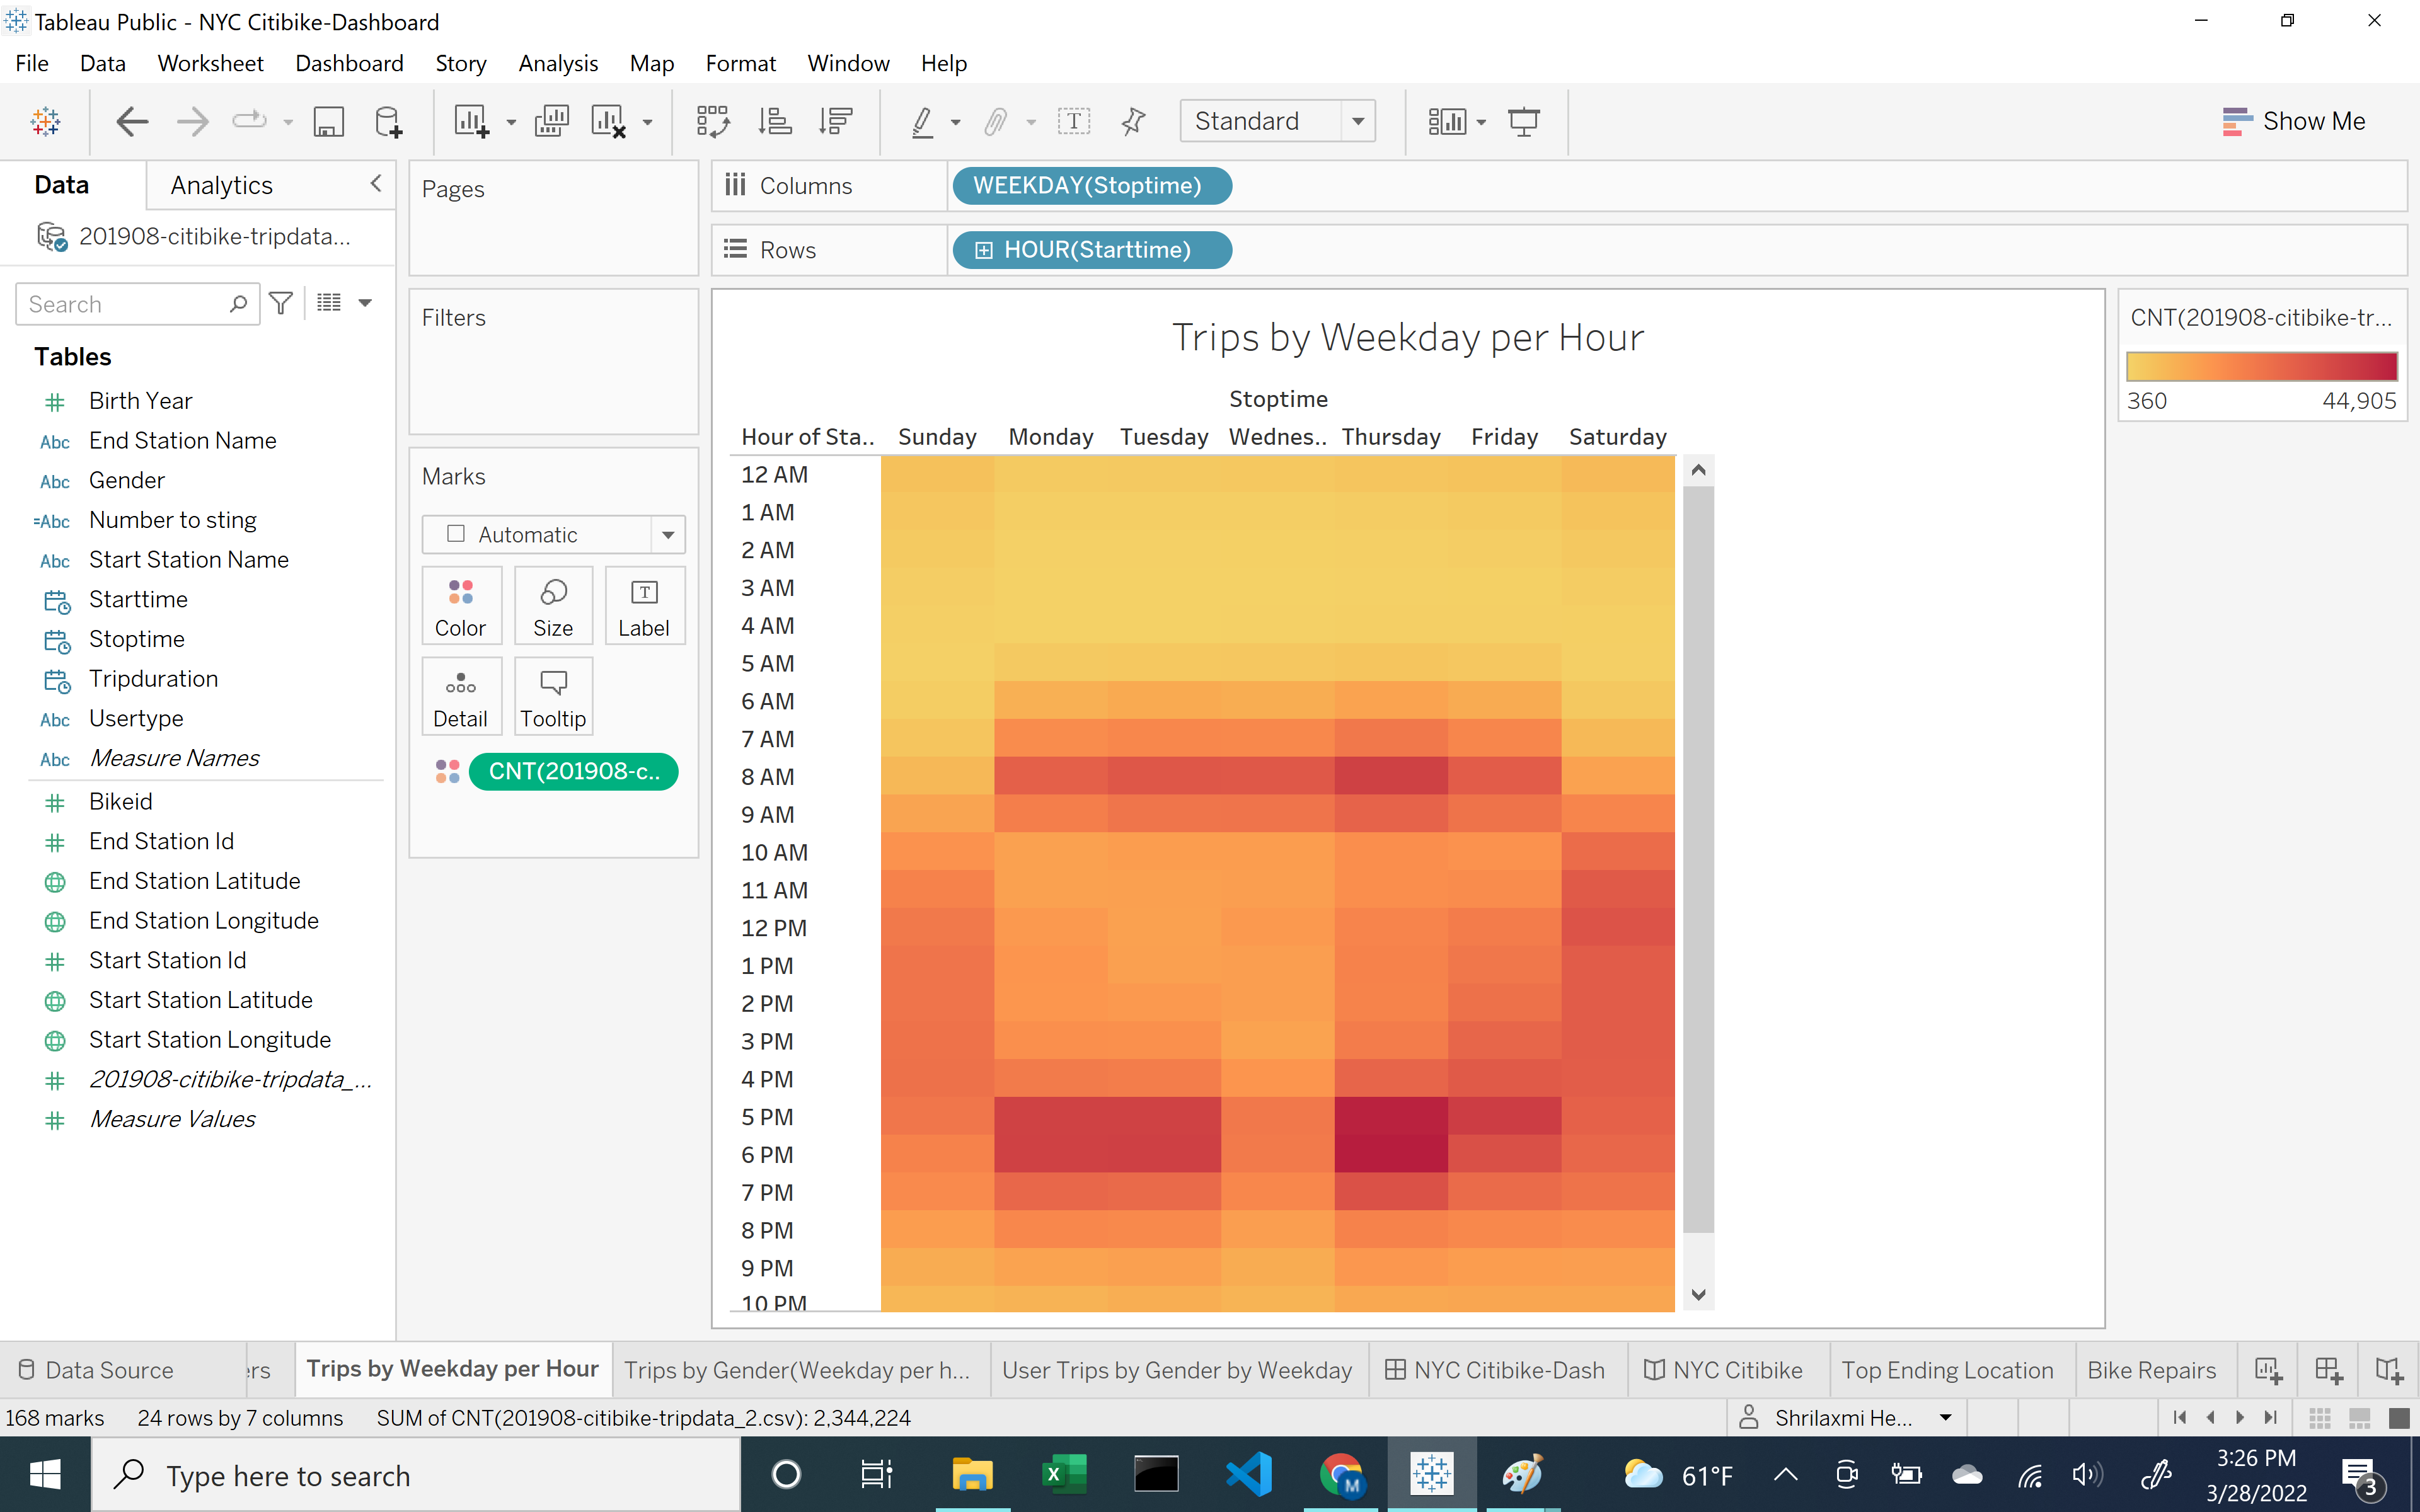 Tableau Public - NYC Citibike-Dashboard
File Data Worksheet Dashboard Story Analysis Map Format Window Help
Standard
Show Me
Data Analytics
201908-citibike-tripdata...
Search
Tables
Birth Year
Abc End Station Name
Abc Gender
=Abc Number to sting
Abc Start Station Name
Starttime
Stoptime
Tripduration
Abc Usertype
Abc Measure Names
Bikeid
End Station Id
End Station Latitude
End Station Longitude
Start Station Id
Start Station Latitude
Start Station Longitude
201908-citibike-tripdata_...
Measure Values
Pages
Filters
Marks
Automatic
Color Size Label
Detail Tooltip
CNT(201908-c..
Columns WEEKDAY(Stoptime)
Rows HOUR(Starttime)
Trips by Weekday per Hour
Stoptime
Hour of Sta.. Sunday Monday Tuesday Wednes.. Thursday Friday Saturday
12 AM
1 AM
2 AM
3 AM
4 AM
5 AM
6 AM
7 AM
8 AM
9 AM
10 AM
11 AM
12 PM
1 PM
2 PM
3 PM
4 PM
5 PM
6 PM
7 PM
8 PM
9 PM
10 PM
CNT(201908-citibike-tr...
360 44,905
Data Source ers Trips by Weekday per Hour Trips by Gender(Weekday per h... User Trips by Gender by Weekday NYC Citibike-Dash NYC Citibike Top Ending Location Bike Repairs
168 marks 24 rows by 7 columns SUM of CNT(201908-citibike-tripdata_2.csv): 2,344,224
Shrilaxmi He...
Type here to search
M
61°F
3:26 PM
3/28/2022
3